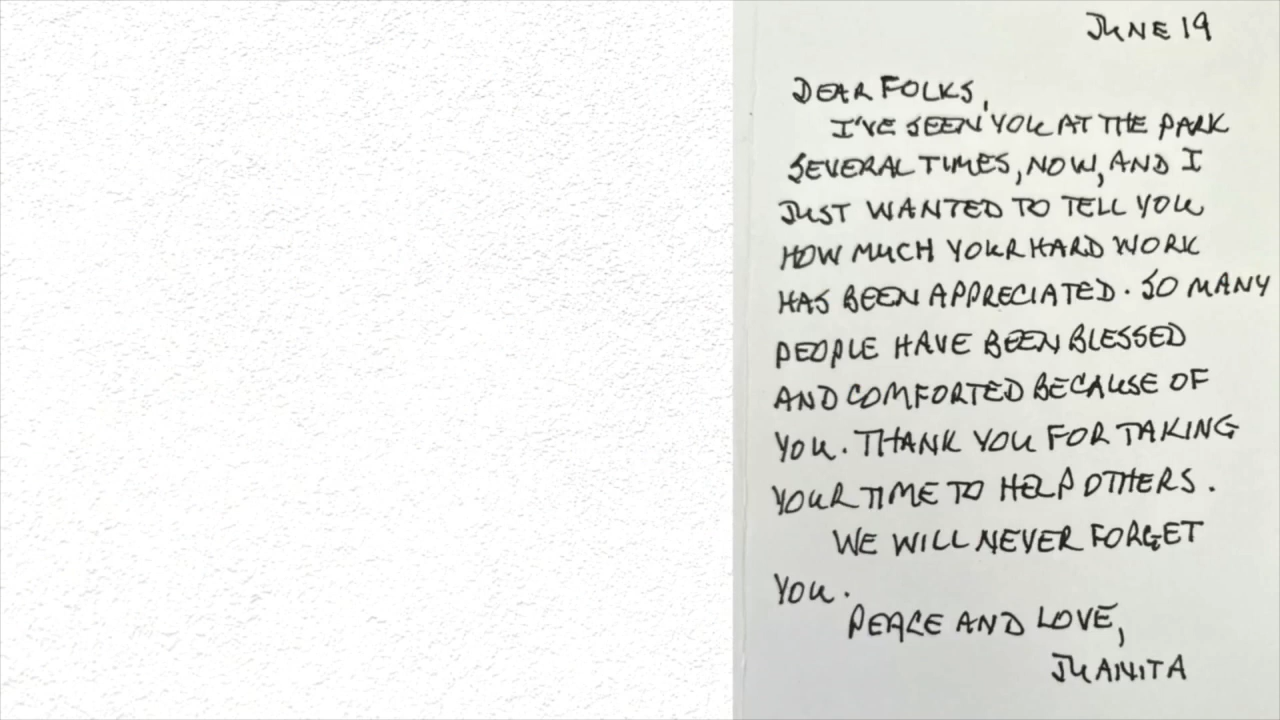 JUNE 19
DEAR FOLKS,
I'VE SEEN YOU AT THE PARK
SEVERAL TIMES, NOW, AND I
JUST WANTED TO TELL YOU
HOW MUCH YOUR HARD WORK
HAS BEEN APPRECIATED. SO MANY
PEOPLE HAVE BEEN BLESSED
AND COMFORTED BECAUSE OF
YOU. THANK YOU FOR TAKING
YOUR TIME TO HELP OTHERS.
WE WILL NEVER FORGET
YOU.
PEACE AND LOVE,
JUANITA